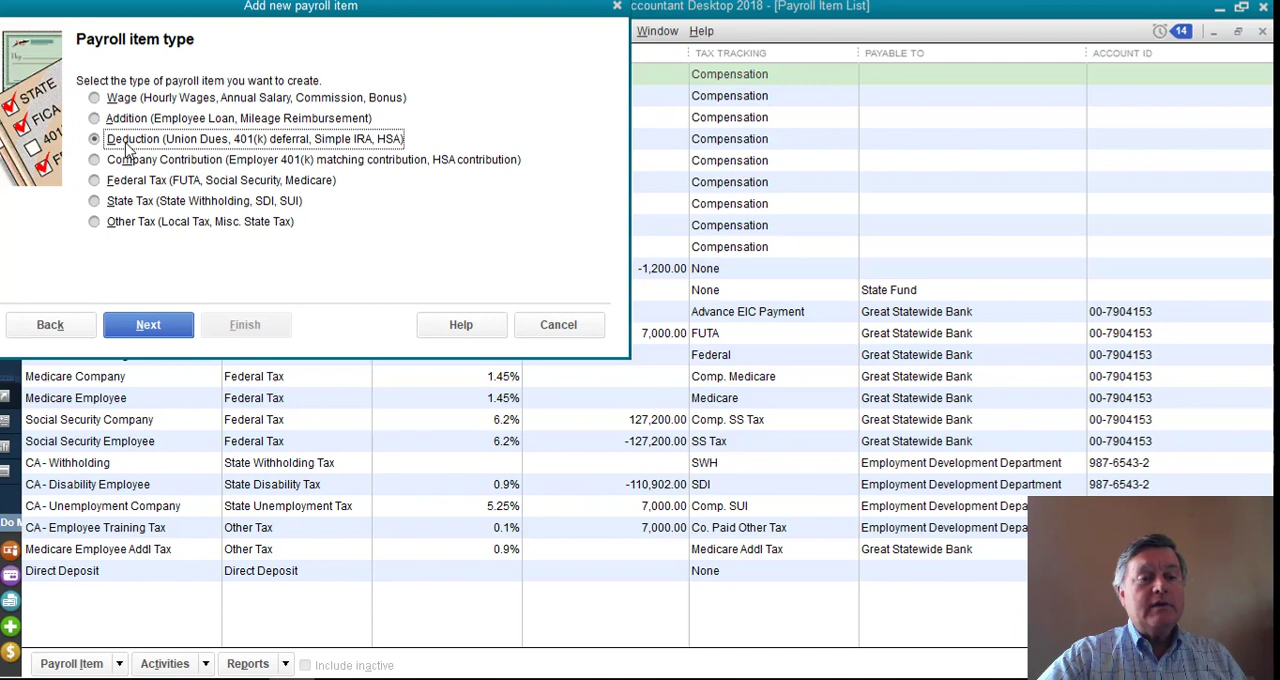 Add new payroll item
ccountant Desktop 2018 - [Payroll Item List]
Payroll item type
Window Help
14
TAX TRACKING PAYABLE TO ACCOUNT ID
STATE
FICA
401
Select the type of payroll item you want to create.
Wage (Hourly Wages, Annual Salary, Commission, Bonus)
Addition (Employee Loan, Mileage Reimbursement)
Deduction (Union Dues, 401(k) deferral, Simple IRA, HSA)
Company Contribution (Employer 401(k) matching contribution, HSA contribution)
Federal Tax (FUTA, Social Security, Medicare)
State Tax (State Withholding, SDI, SUI)
Other Tax (Local Tax, Misc. State Tax)
Back Next Finish Help Cancel
Compensation
Compensation
Compensation
Compensation
Compensation
Compensation
Compensation
Compensation
Compensation
-1,200.00 None
None State Fund
Advance EIC Payment Great Statewide Bank 00-7904153
7,000.00 FUTA Great Statewide Bank 00-7904153
Federal Great Statewide Bank 00-7904153
Medicare Company Federal Tax 1.45% Comp. Medicare Great Statewide Bank 00-7904153
Medicare Employee Federal Tax 1.45% Medicare Great Statewide Bank 00-7904153
Social Security Company Federal Tax 6.2% 127,200.00 Comp. SS Tax Great Statewide Bank 00-7904153
Social Security Employee Federal Tax 6.2% -127,200.00 SS Tax Great Statewide Bank 00-7904153
CA - Withholding State Withholding Tax SWH Employment Development Department 987-6543-2
CA - Disability Employee State Disability Tax 0.9% -110,902.00 SDI Employment Development Department 987-6543-2
CA - Unemployment Company State Unemployment Tax 5.25% 7,000.00 Comp. SUI Employment Development Depa
CA - Employee Training Tax Other Tax 0.1% 7,000.00 Co. Paid Other Tax Employment Development Depa
Medicare Employee Addl Tax Other Tax 0.9% Medicare Addl Tax Great Statewide Bank
Direct Deposit Direct Deposit None
Do M
Payroll Item Activities Reports Include inactive